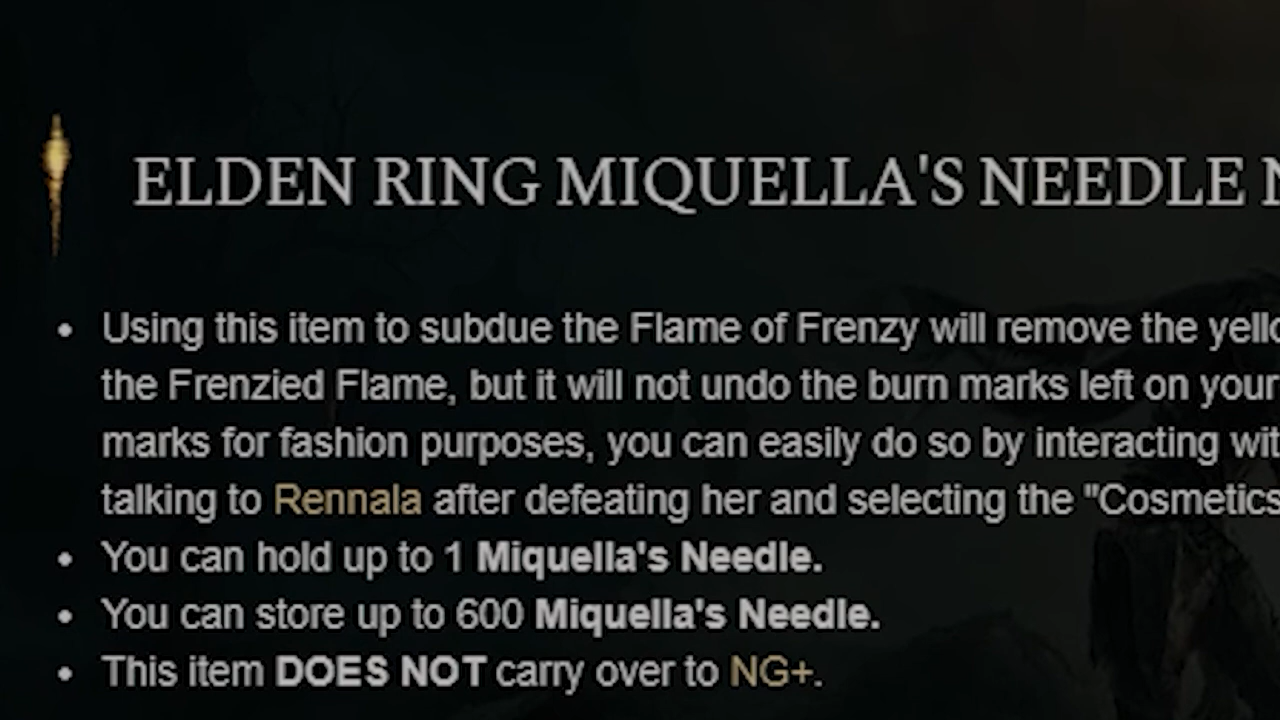 ELDEN RING MIQUELLA'S NEEDLE
Using this item to subdue the Flame of Frenzy will remove the
the Frenzied Flame, but it will not undo the burn marks left on your
marks for fashion purposes, you can easily do so by interacting
talking to Rennala after defeating her and selecting the "Cosmetics
You can hold up to 1 Miquella's Needle.
You can store up to 600 Miquella's Needle.
This item DOES NOT carry over to NG+.